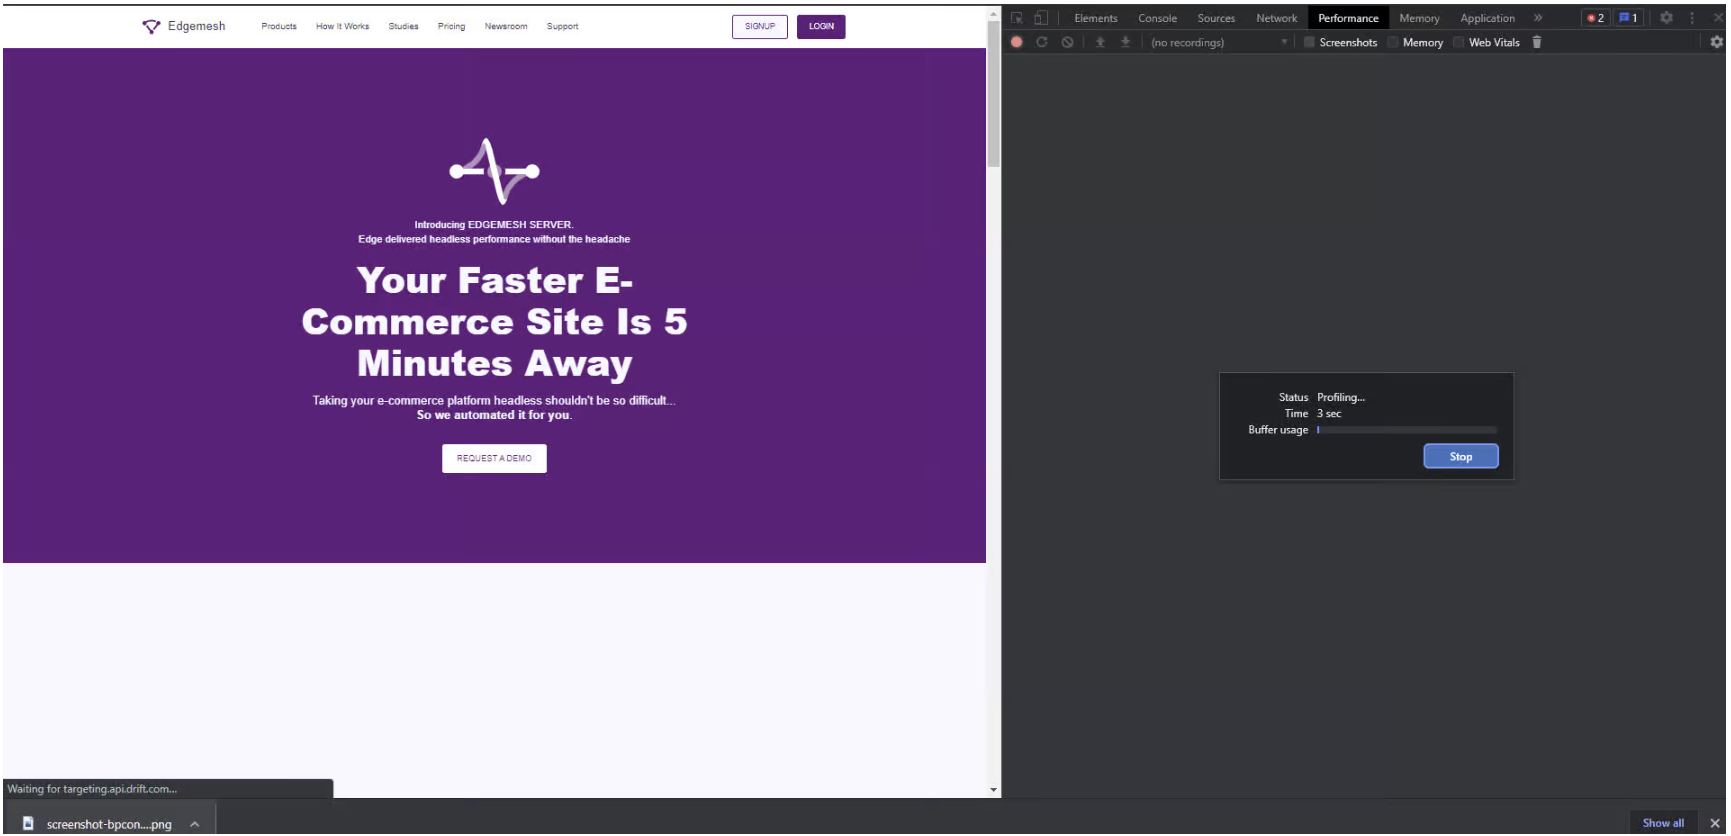 Edgemesh Products How It Works Studies Pricing Newsroom Support SIGNUP LOGIN
Introducing EDGEMESH SERVER.
Edge delivered headless performance without the headache
Your Faster E-
Commerce Site Is 5
Minutes Away
Taking your e-commerce platform headless shouldn't be so difficult...
So we automated it for you.
REQUEST A DEMO
Waiting for targeting.api.drift.com...
screenshot-bpcon....png
Elements Console Sources Network Performance Memory Application » 2 1
(no recordings) Screenshots Memory Web Vitals
Status Profiling...
Time 3 sec
Buffer usage
Stop
Show all